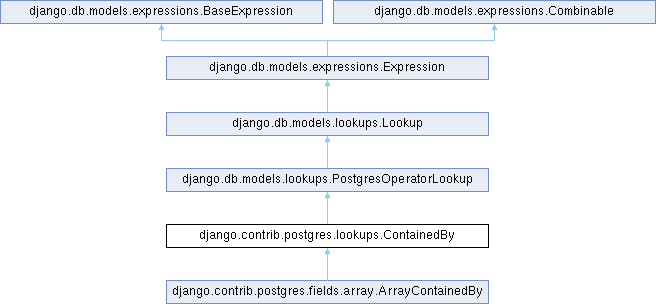 django.db.models.expressions.BaseExpression
django.db.models.expressions.Combinable
django.db.models.expressions.Expression
django.db.models.lookups.Lookup
django.db.models.lookups.PostgresOperatorLookup
django.contrib.postgres.lookups.ContainedBy
django.contrib.postgres.fields.array.ArrayContainedBy